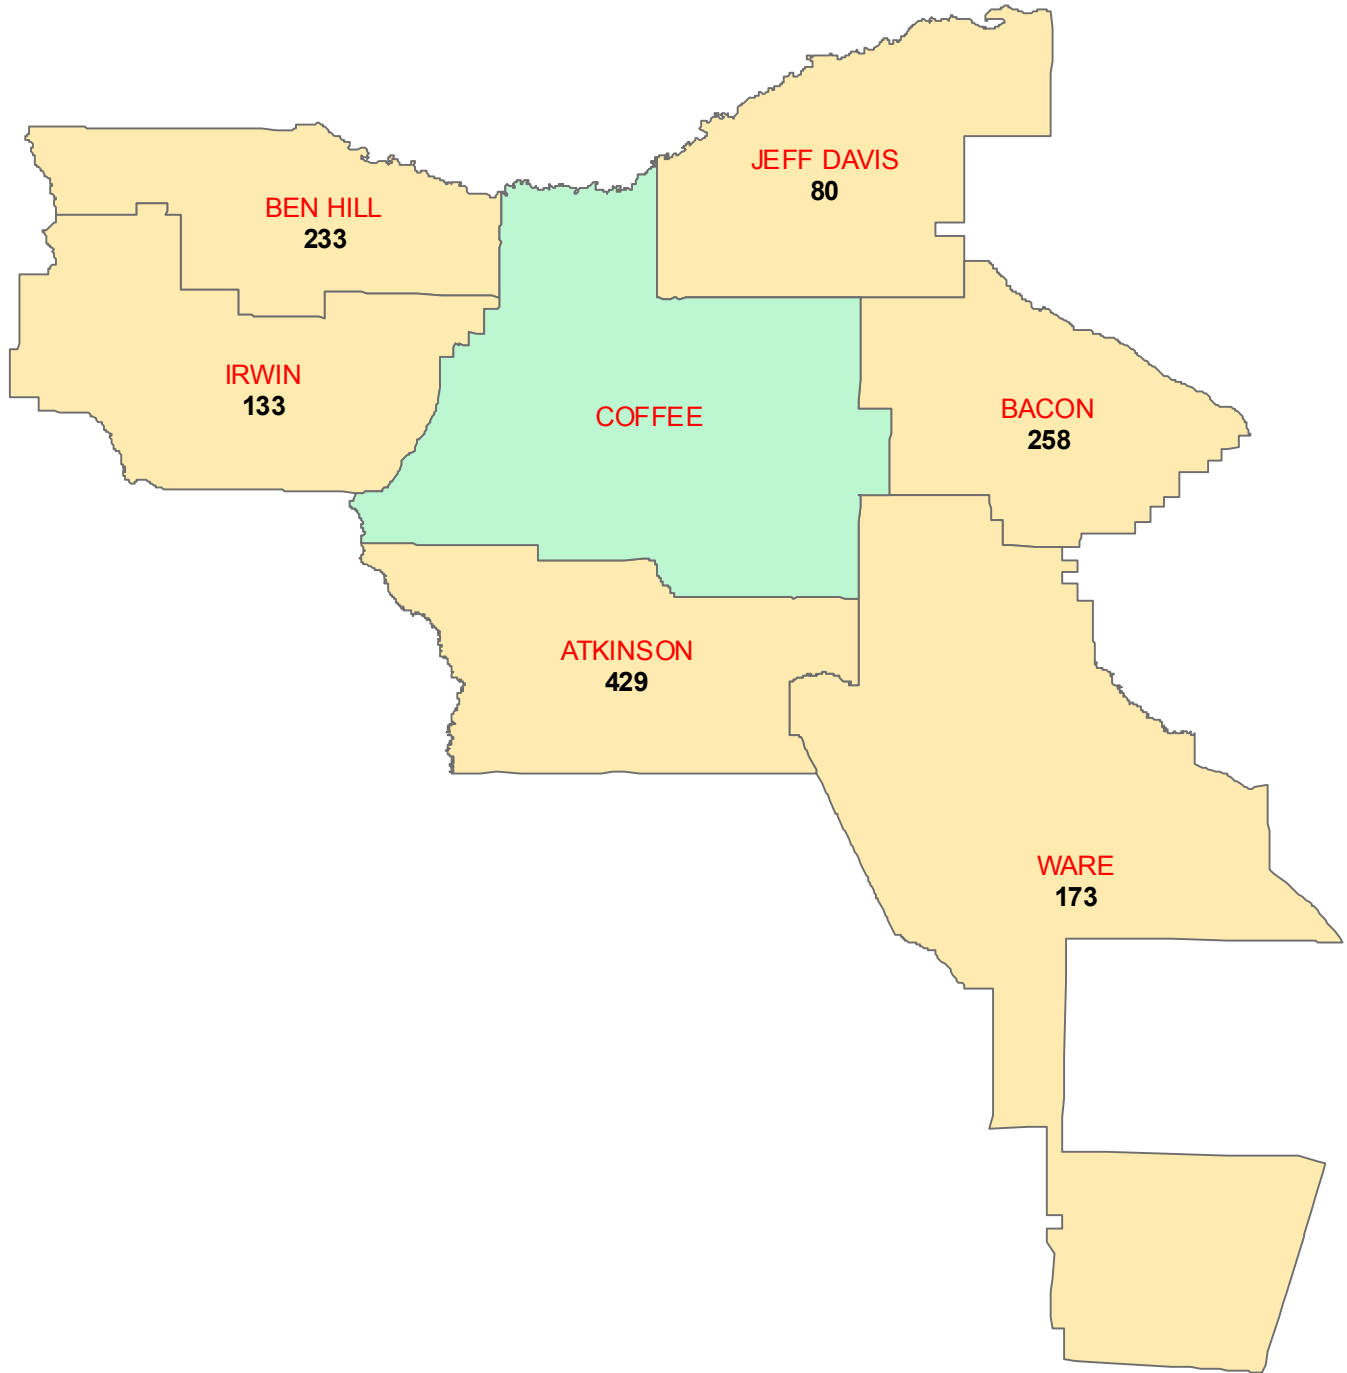 JEFF DAVIS
80
BEN HILL
233
IRWIN
133
COFFEE
BACON
258
ATKINSON
429
WARE
173